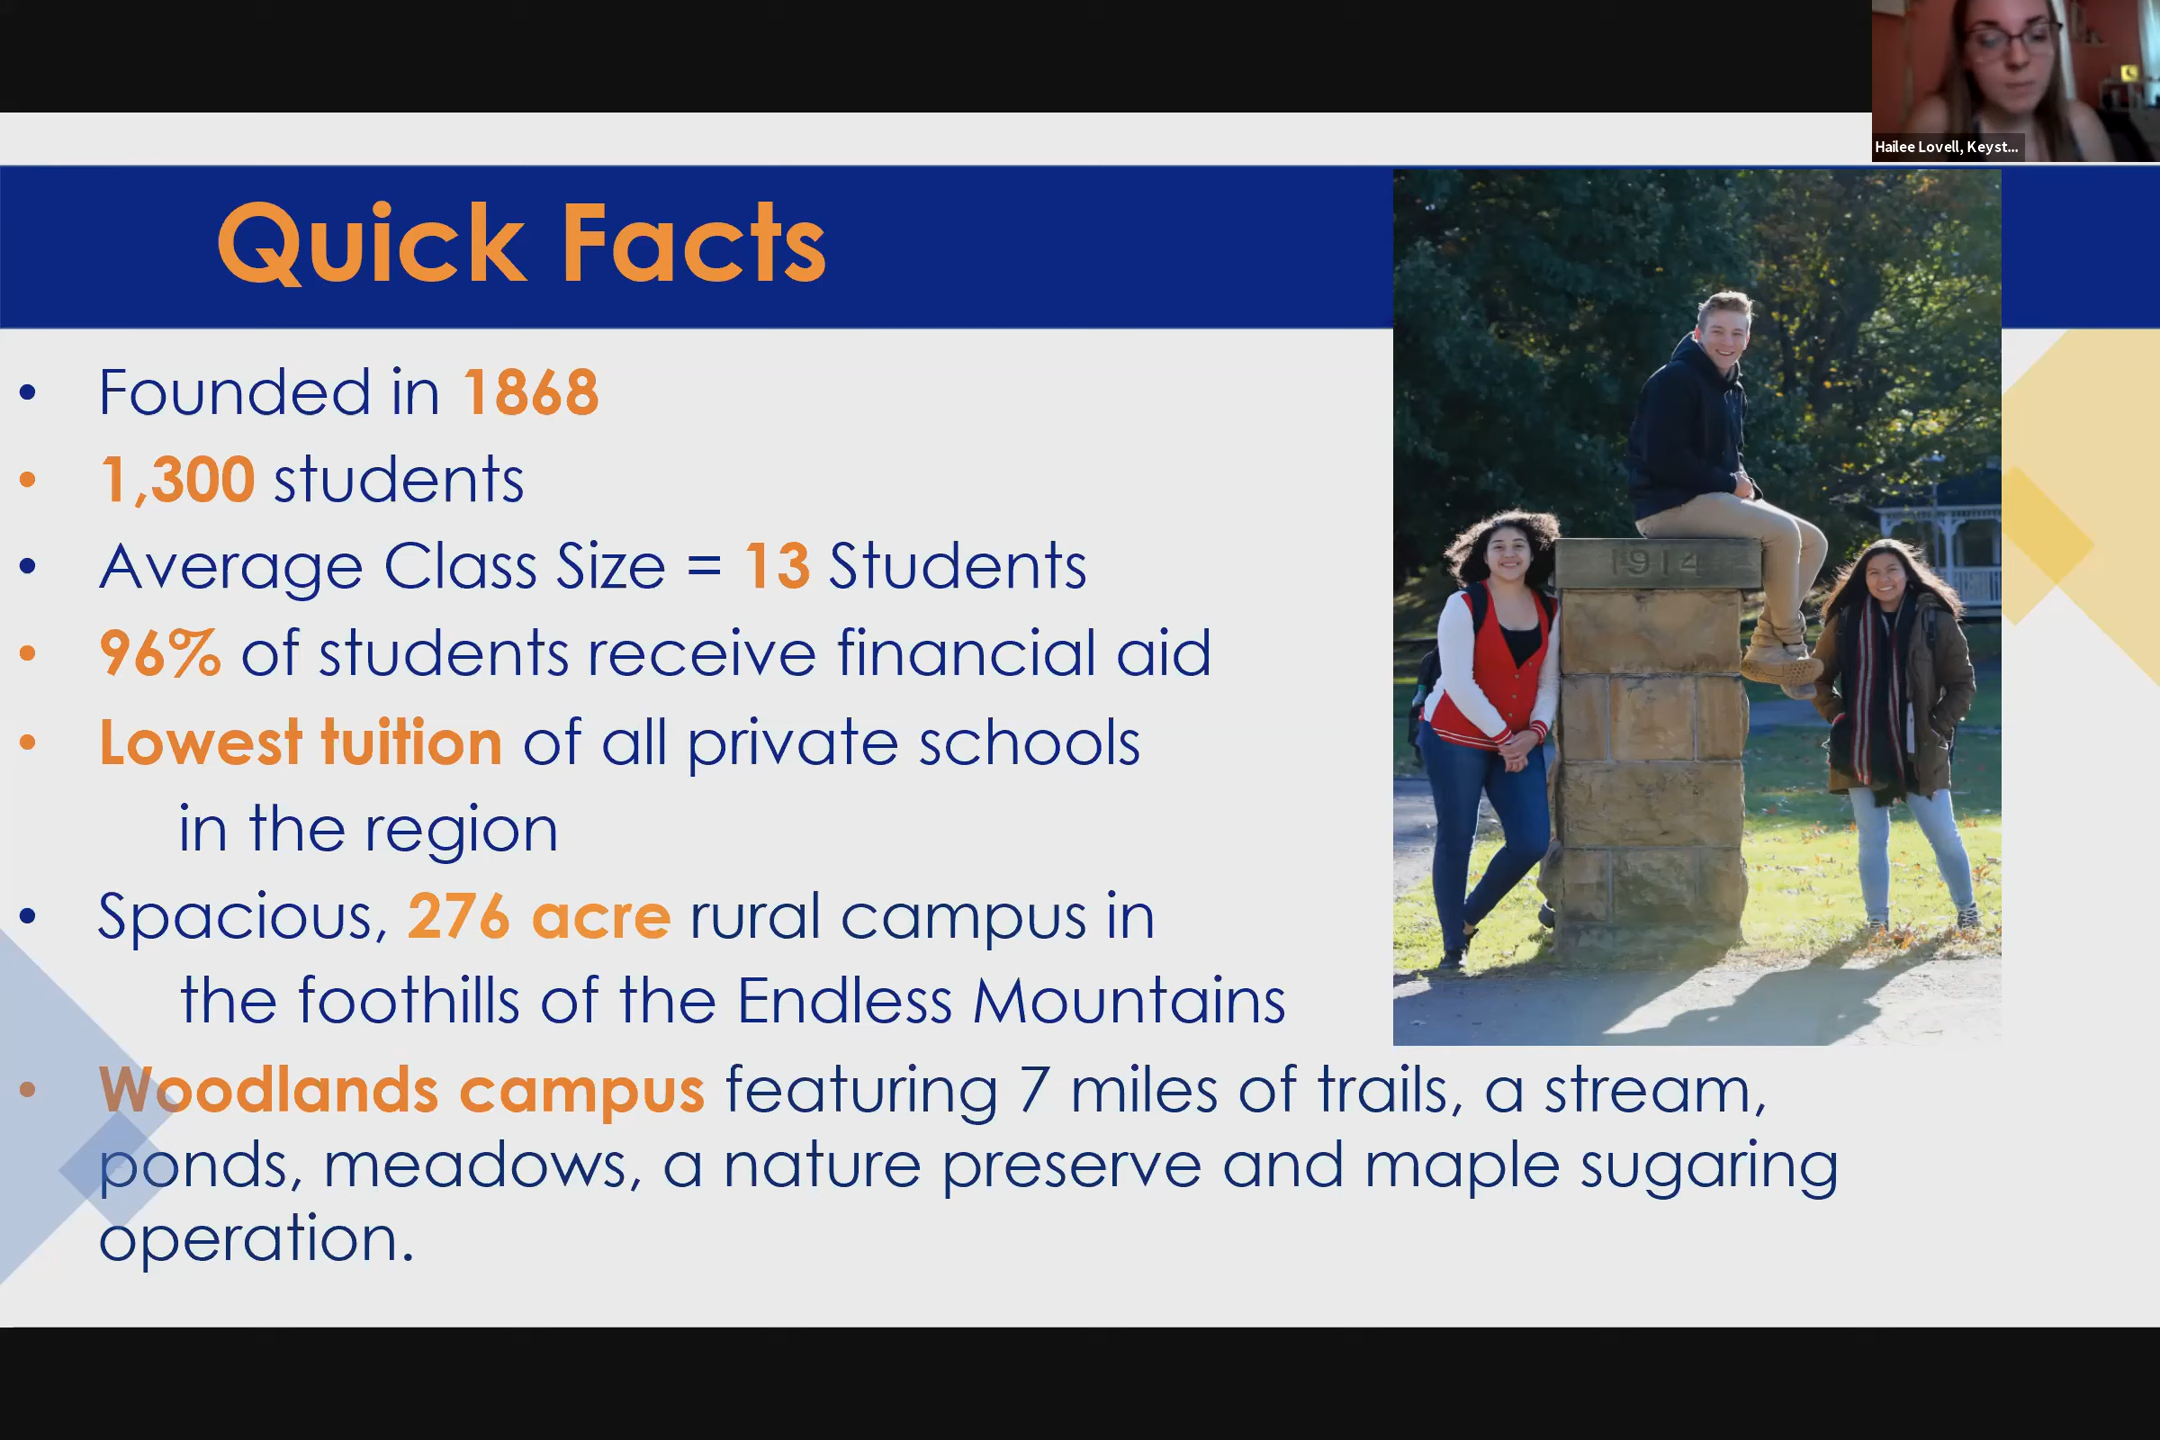 Hailee Lovell, Keyst...
Quick Facts
• Founded in 1868
• 1,300 students
• Average Class Size = 13 Students
• 96% of students receive financial aid
• Lowest tuition of all private schools
in the region
• Spacious, 276 acre rural campus in
the foothills of the Endless Mountains
• Woodlands campus featuring 7 miles of trails, a stream,
ponds, meadows, a nature preserve and maple sugaring
operation.
1914